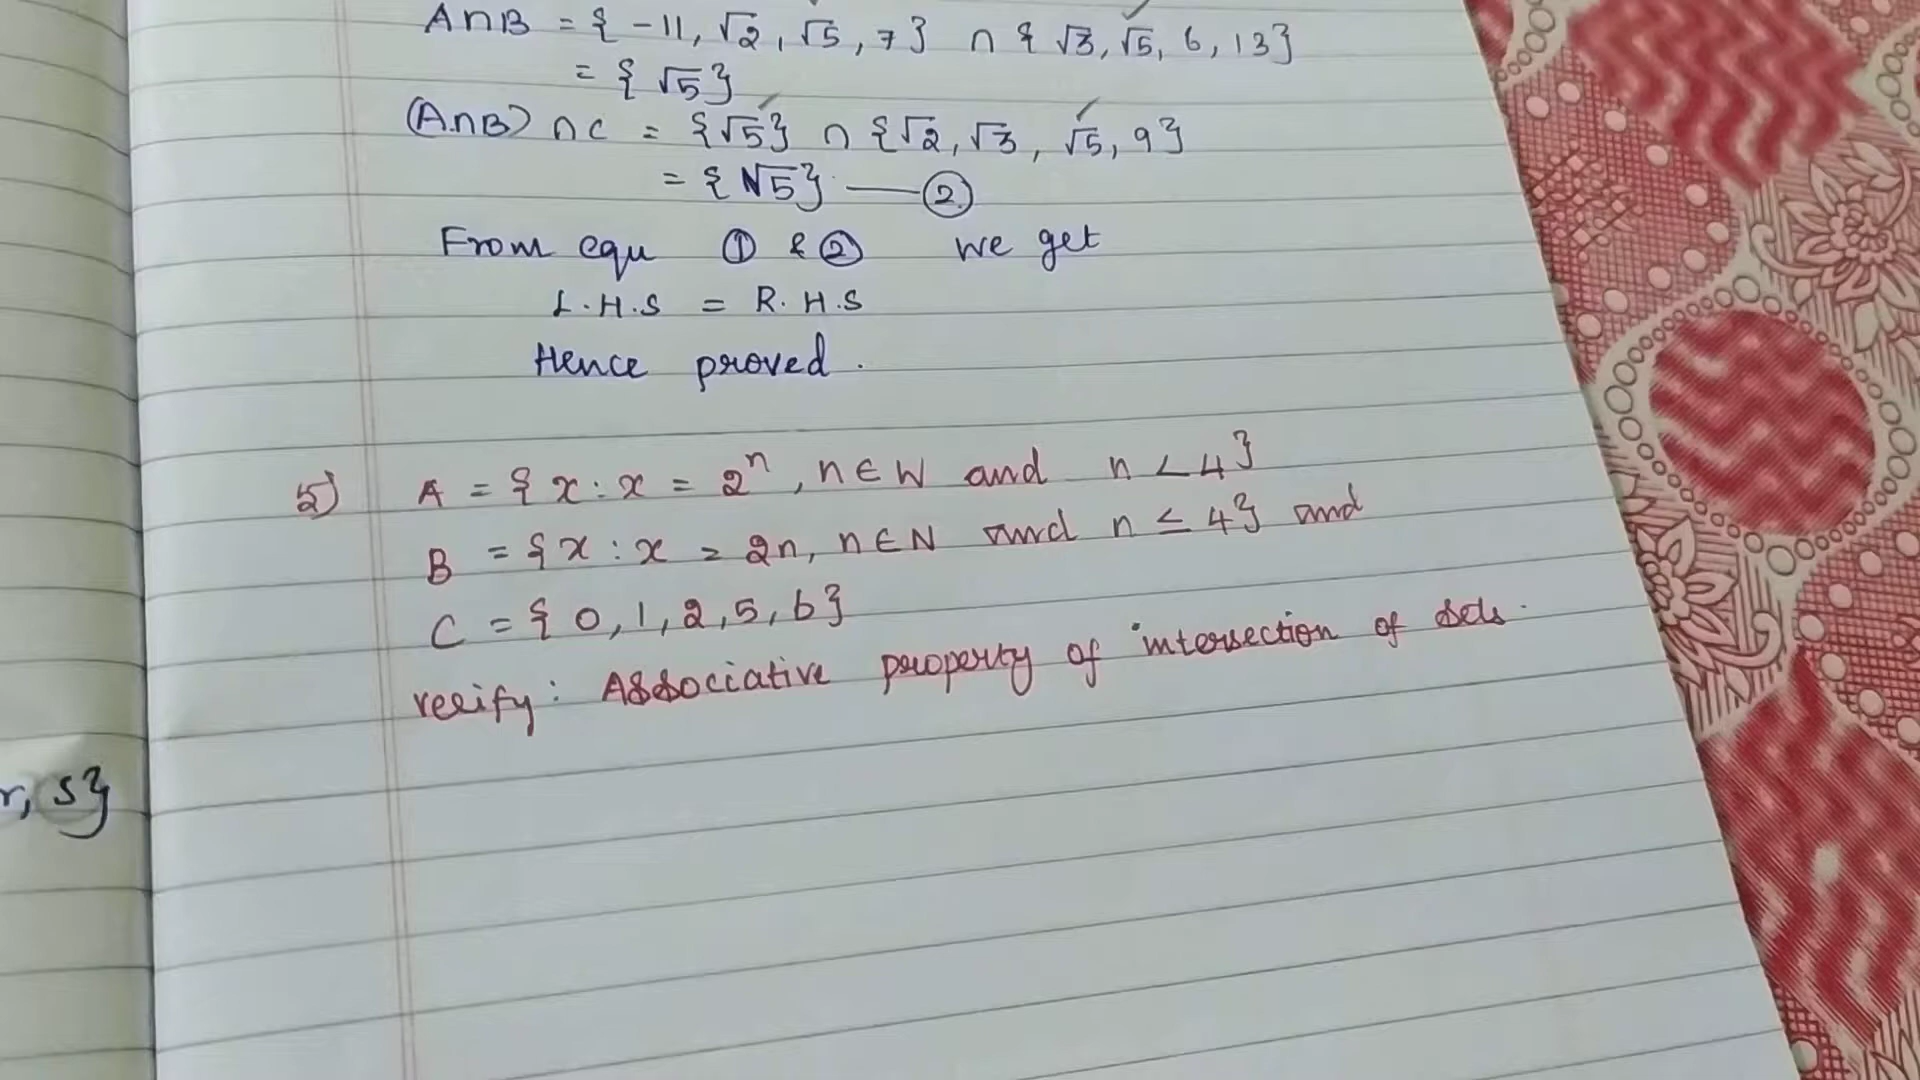 A∩B = { -11, √2, √5, 7} ∩ { √3, √5, 6, 13}
= { √5}
(A∩B) ∩ C = {√5} ∩ {√2, √3, √5, 9}
= {√5} — ②
From equ ① & ② we get
L.H.S = R.H.S
Hence proved.
5) A = { x : x = 2ⁿ, n∈W and n < 4}
B = { x : x = 2n, n∈N and n ≤ 4} and
C = { 0, 1, 2, 5, 6}
verify: Associative property of intersection of sets.
r, s}